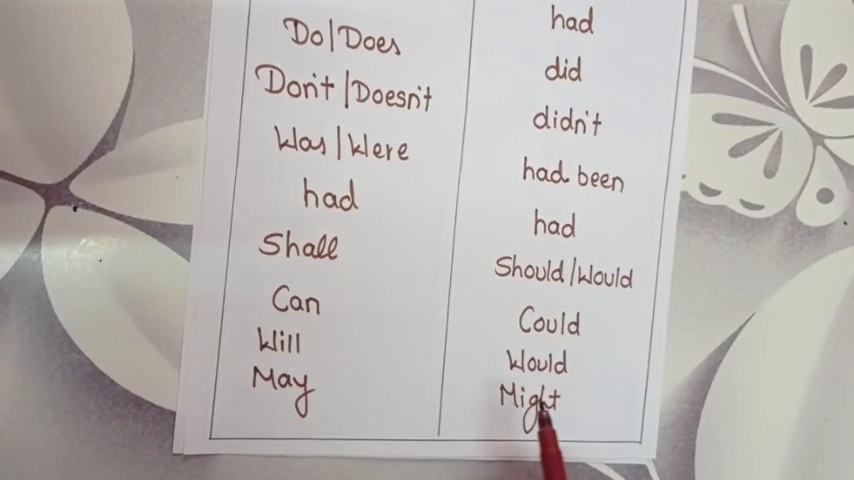 had
Do/Does
did
Don't/Doesn't
didn't
Was/Were
had been
had
had
Shall
Should/Would
Can
Could
Will
Would
May
Might